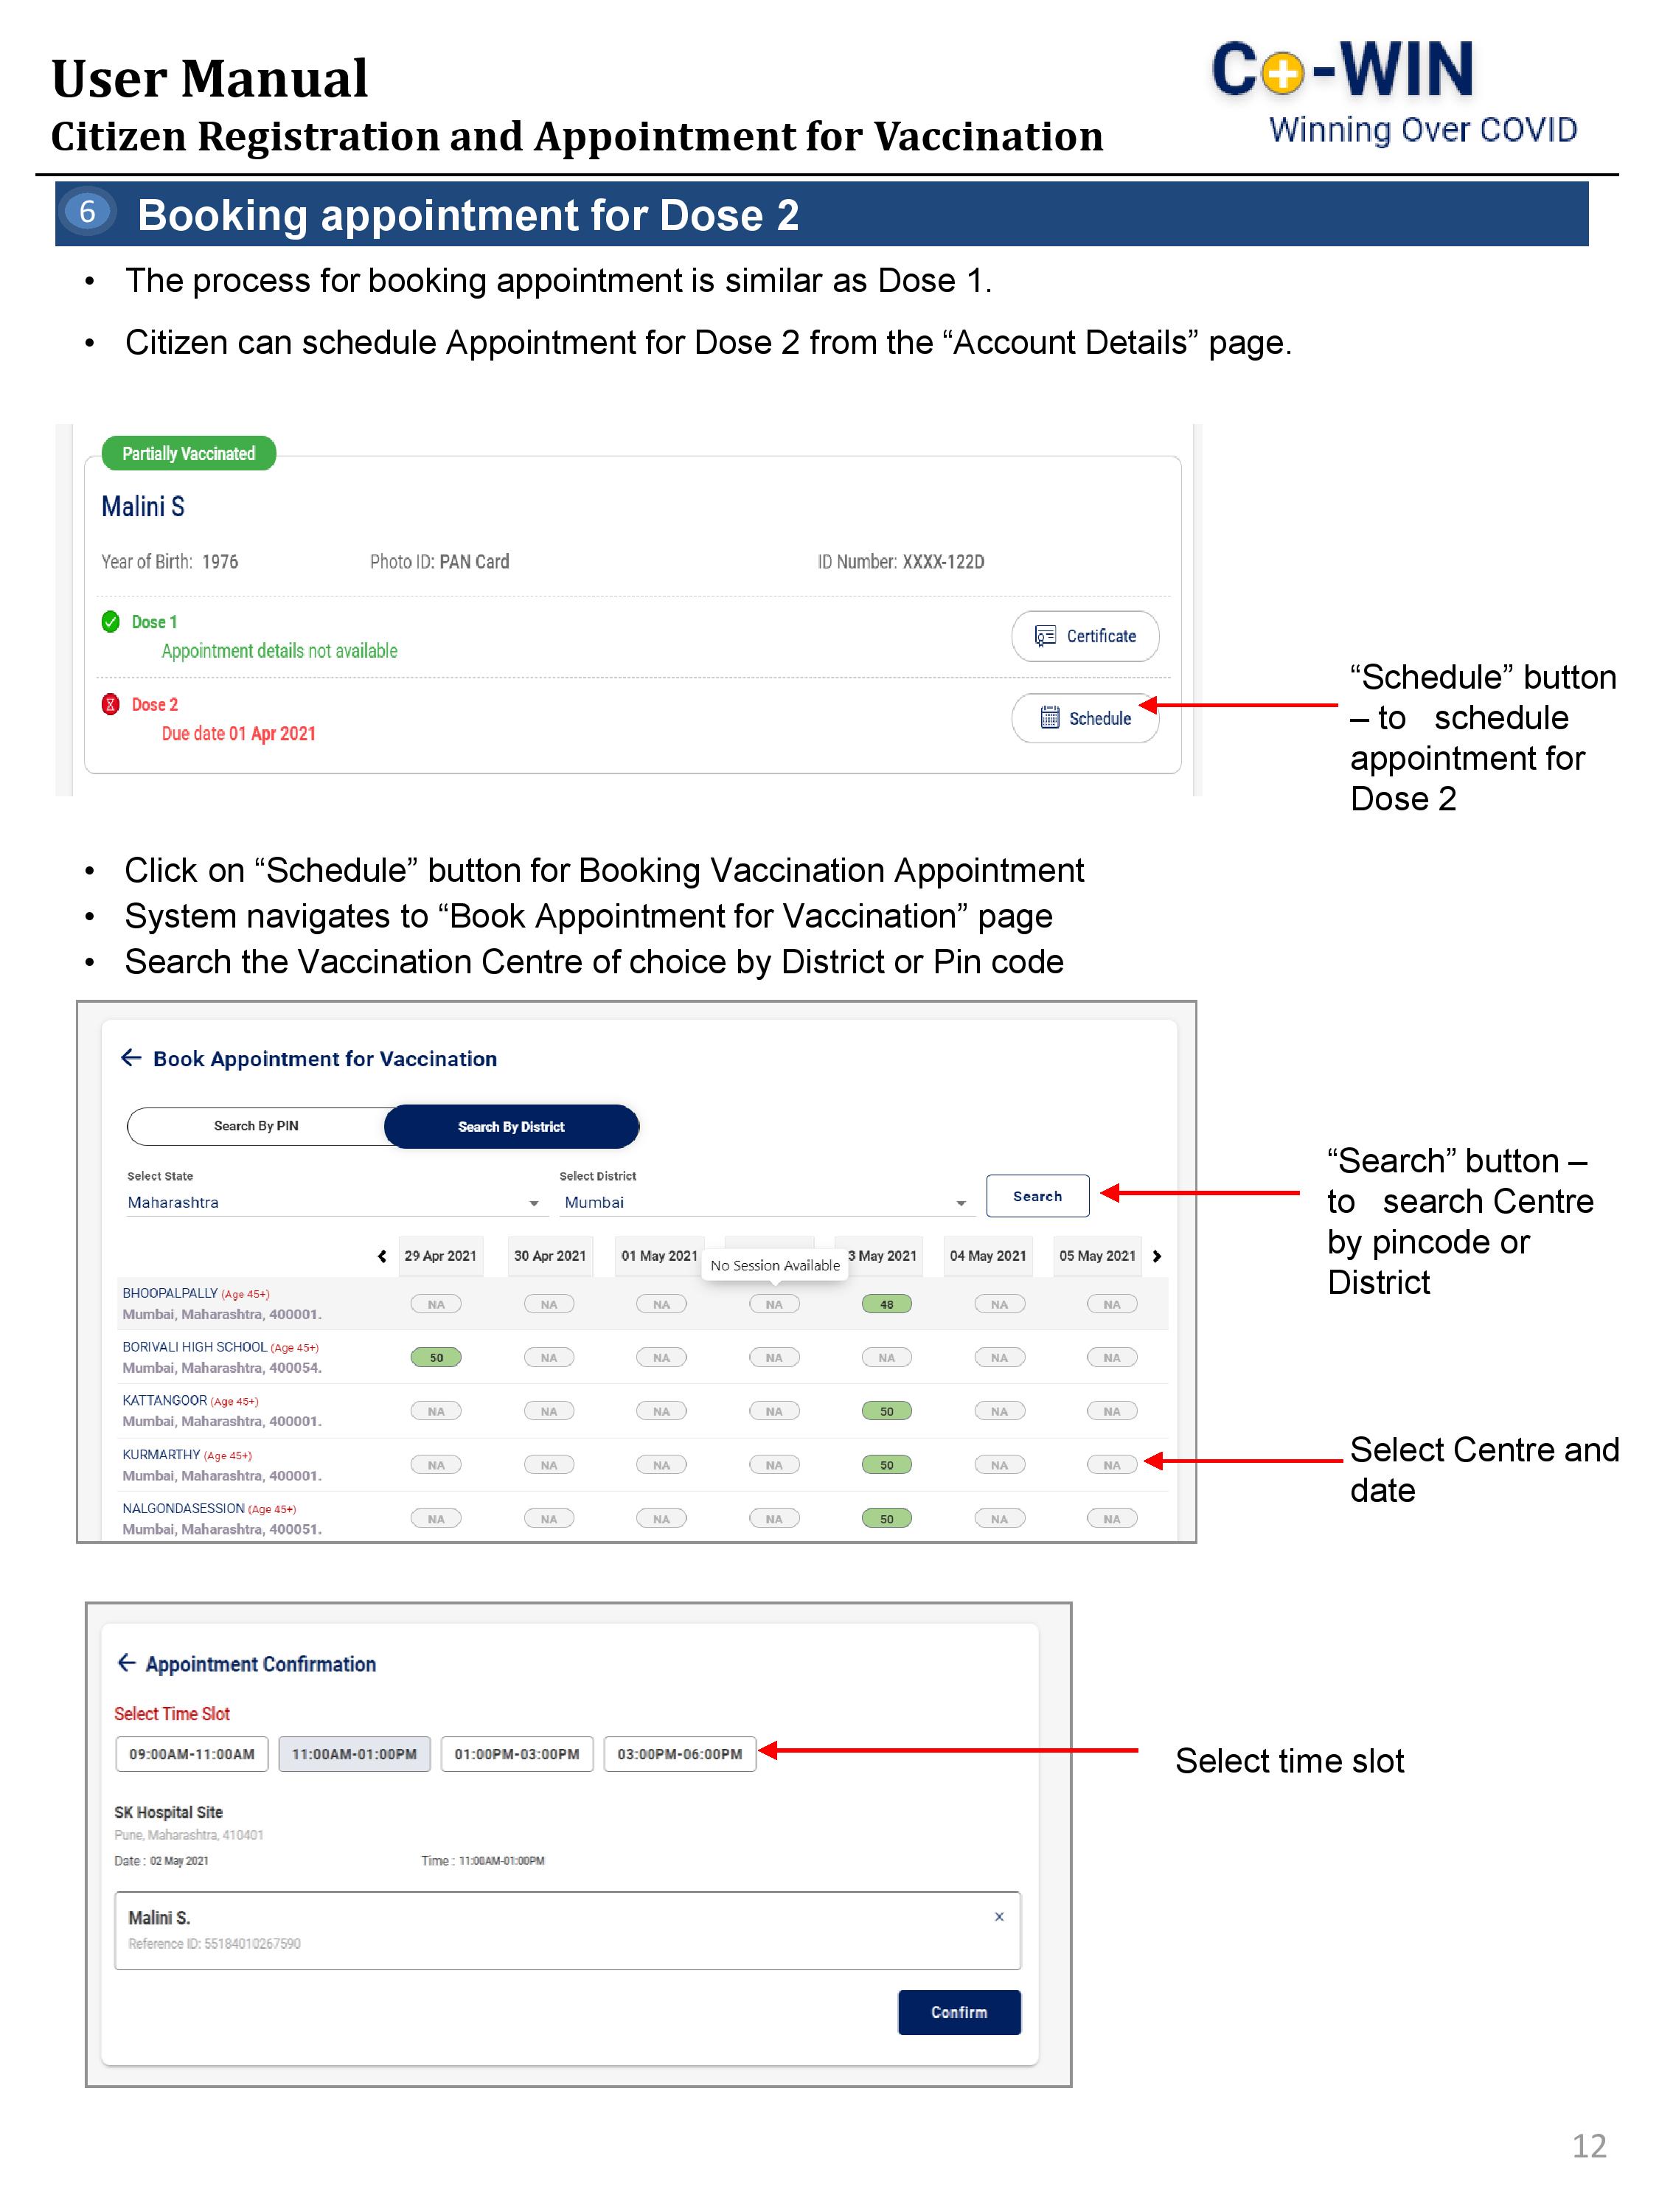 User Manual
Citizen Registration and Appointment for Vaccination
Co-WIN
Winning Over COVID
6 Booking appointment for Dose 2
• The process for booking appointment is similar as Dose 1.
• Citizen can schedule Appointment for Dose 2 from the “Account Details” page.
Partially Vaccinated
Malini S
Year of Birth: 1976 Photo ID: PAN Card ID Number: XXXX-122D
Dose 1
Appointment details not available
Certificate
Dose 2
Due date 01 Apr 2021
Schedule
“Schedule” button
– to schedule
appointment for
Dose 2
• Click on “Schedule” button for Booking Vaccination Appointment
• System navigates to “Book Appointment for Vaccination” page
• Search the Vaccination Centre of choice by District or Pin code
Book Appointment for Vaccination
Search By PIN Search By District
Select State Select District
Maharashtra Mumbai Search
“Search” button –
to search Centre
by pincode or
District
29 Apr 2021 30 Apr 2021 01 May 2021 3 May 2021 04 May 2021 05 May 2021
No Session Available
BHOOPALPALLY (Age 45+)
Mumbai, Maharashtra, 400001.
NA NA NA NA 48 NA NA
BORIVALI HIGH SCHOOL (Age 45+)
Mumbai, Maharashtra, 400054.
50 NA NA NA NA NA NA
KATTANGOOR (Age 45+)
Mumbai, Maharashtra, 400001.
NA NA NA NA 50 NA NA
KURMARTHY (Age 45+)
Mumbai, Maharashtra, 400001.
NA NA NA NA 50 NA NA
NALGONDASESSION (Age 45+)
Mumbai, Maharashtra, 400051.
NA NA NA NA 50 NA NA
Select Centre and
date
Appointment Confirmation
Select Time Slot
09:00AM-11:00AM 11:00AM-01:00PM 01:00PM-03:00PM 03:00PM-06:00PM
Select time slot
SK Hospital Site
Pune, Maharashtra, 410401
Date : 02 May 2021 Time : 11:00AM-01:00PM
Malini S. ×
Reference ID: 55184010267590
Confirm
12